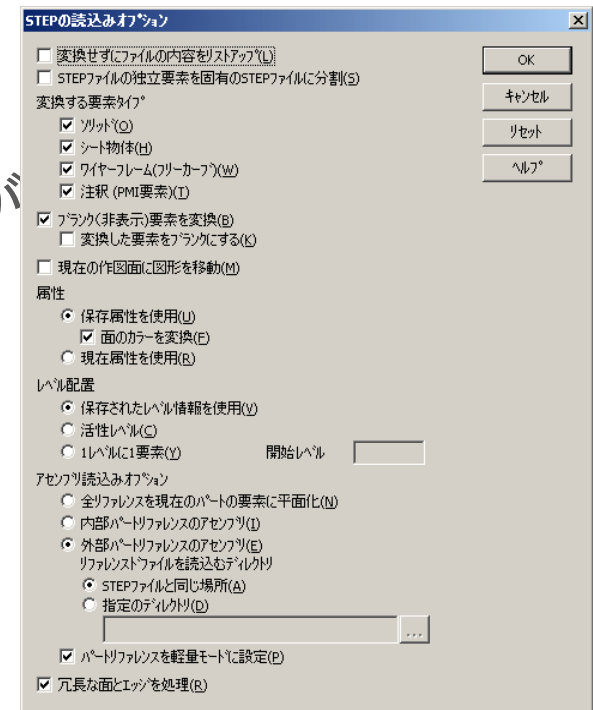 STEPの読込みｵﾌﾟｼｮﾝ
変換せずにﾌｧｲﾙの内容をﾘｽﾄｱｯﾌﾟ(L)
STEPﾌｧｲﾙの独立要素を固有のSTEPﾌｧｲﾙに分割(S)
変換する要素ﾀｲﾌﾟ
ｿﾘｯﾄﾞ(O)
ｼｰﾄ物体(H)
ﾜｲﾔｰﾌﾚｰﾑ(ﾌﾘｰｶｰﾌﾞ)(W)
注釈 (PMI要素)(T)
が
ﾌﾞﾗﾝｸ(非表示)要素を変換(B)
変換した要素をﾌﾞﾗﾝｸにする(K)
現在の作図面に図形を移動(M)
属性
保存属性を使用(U)
面のｶﾗｰを変換(F)
現在属性を使用(R)
ﾚﾍﾞﾙ配置
保存されたﾚﾍﾞﾙ情報を使用(V)
活性ﾚﾍﾞﾙ(C)
1ﾚﾍﾞﾙに1要素(Y) 開始ﾚﾍﾞﾙ
ｱｾﾝﾌﾞﾘ読込みｵﾌﾟｼｮﾝ
全ﾘﾌｧﾚﾝｽを現在のﾊﾟｰﾄの要素に平面化(N)
内部ﾊﾟｰﾄﾘﾌｧﾚﾝｽのｱｾﾝﾌﾞﾘ(I)
外部ﾊﾟｰﾄﾘﾌｧﾚﾝｽのｱｾﾝﾌﾞﾘ(E)
ﾘﾌｧﾚﾝｽﾄﾞﾌｧｲﾙを読込むﾃﾞｨﾚｸﾄﾘ
STEPﾌｧｲﾙと同じ場所(A)
指定のﾃﾞｨﾚｸﾄﾘ(D)
...
ﾊﾟｰﾄﾘﾌｧﾚﾝｽを軽量ﾓｰﾄﾞに設定(P)
冗長な面とｴｯｼﾞを処理(R)
OK
ｷｬﾝｾﾙ
ﾘｾｯﾄ
ﾍﾙﾌﾟ